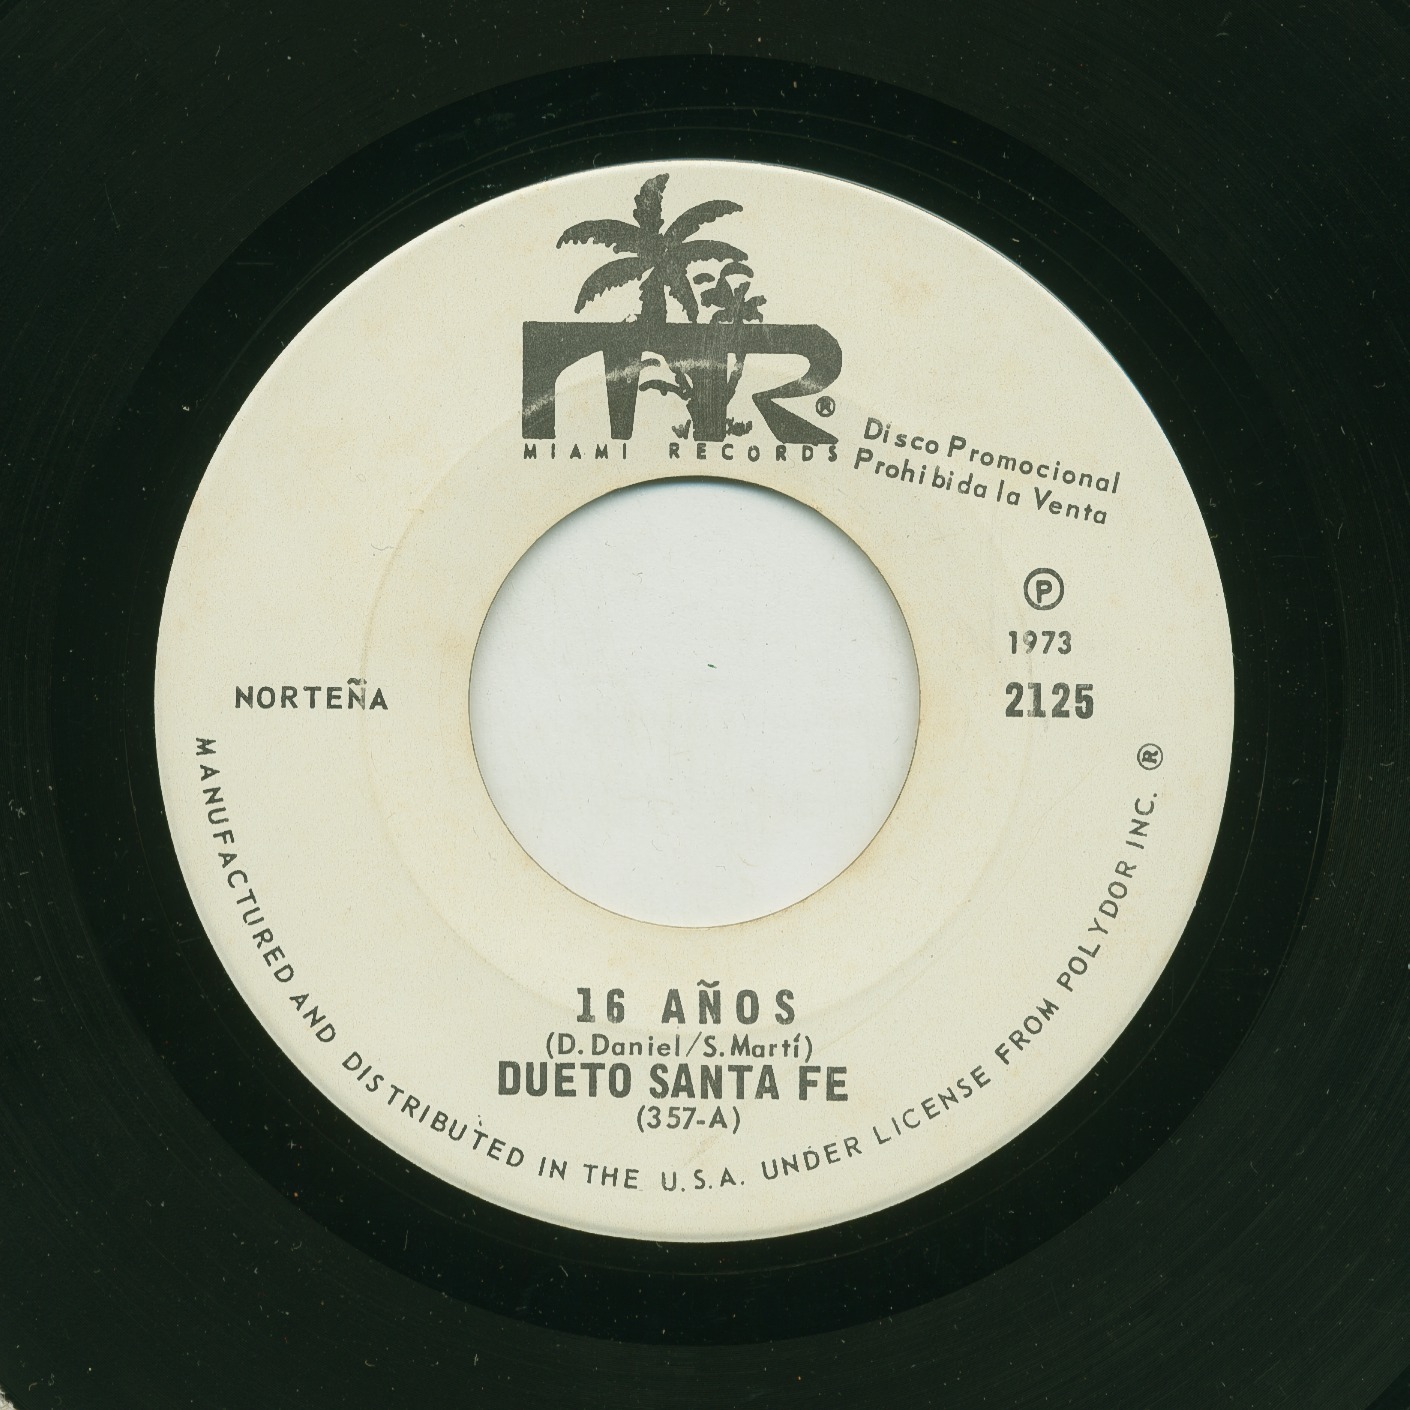 MR ®
MIAMI RECORDS
Disco Promocional
Prohibida la Venta
Ⓟ
1973
NORTEÑA
2125
16 AÑOS
(D. Daniel/S. Martí)
DUETO SANTA FE
(357-A)
MANUFACTURED AND DISTRIBUTED IN THE U.S.A. UNDER LICENSE FROM POLYDOR INC. ®